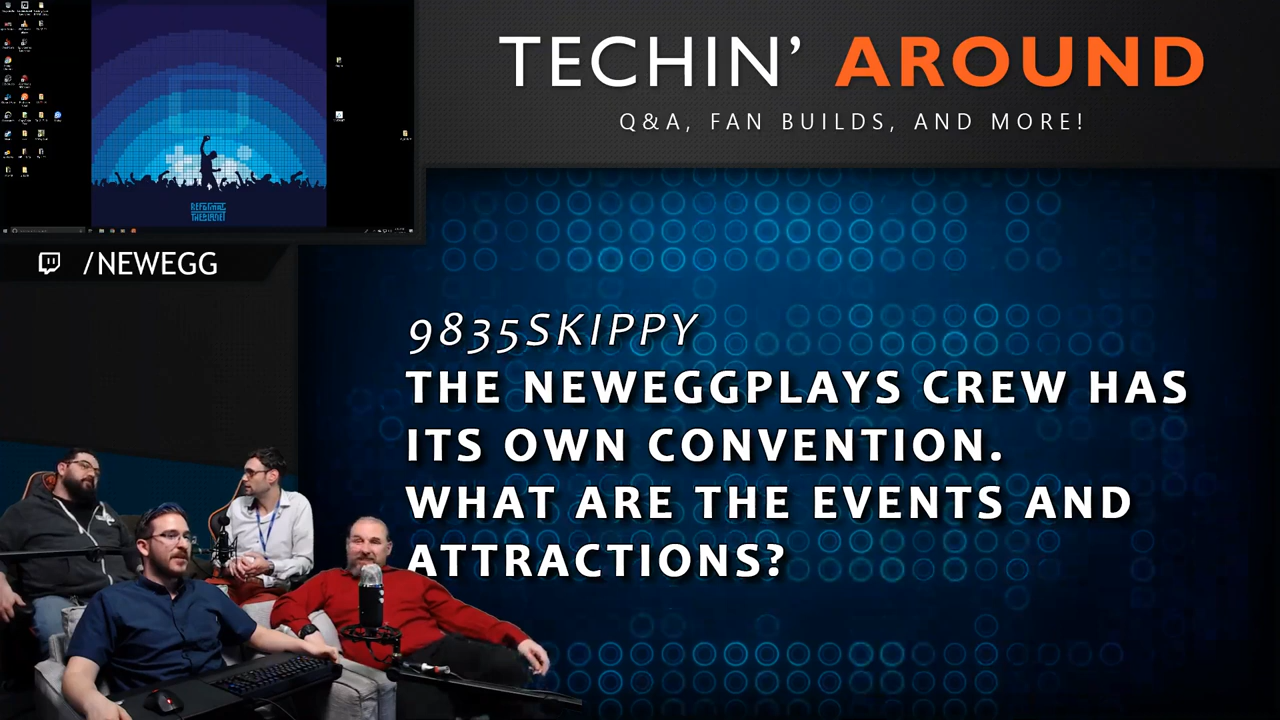 TECHIN' AROUND
Q&A, FAN BUILDS, AND MORE!
/NEWEGG
9835SKIPPY
THE NEWEGGPLAYS CREW HAS
ITS OWN CONVENTION.
WHAT ARE THE EVENTS AND
ATTRACTIONS?